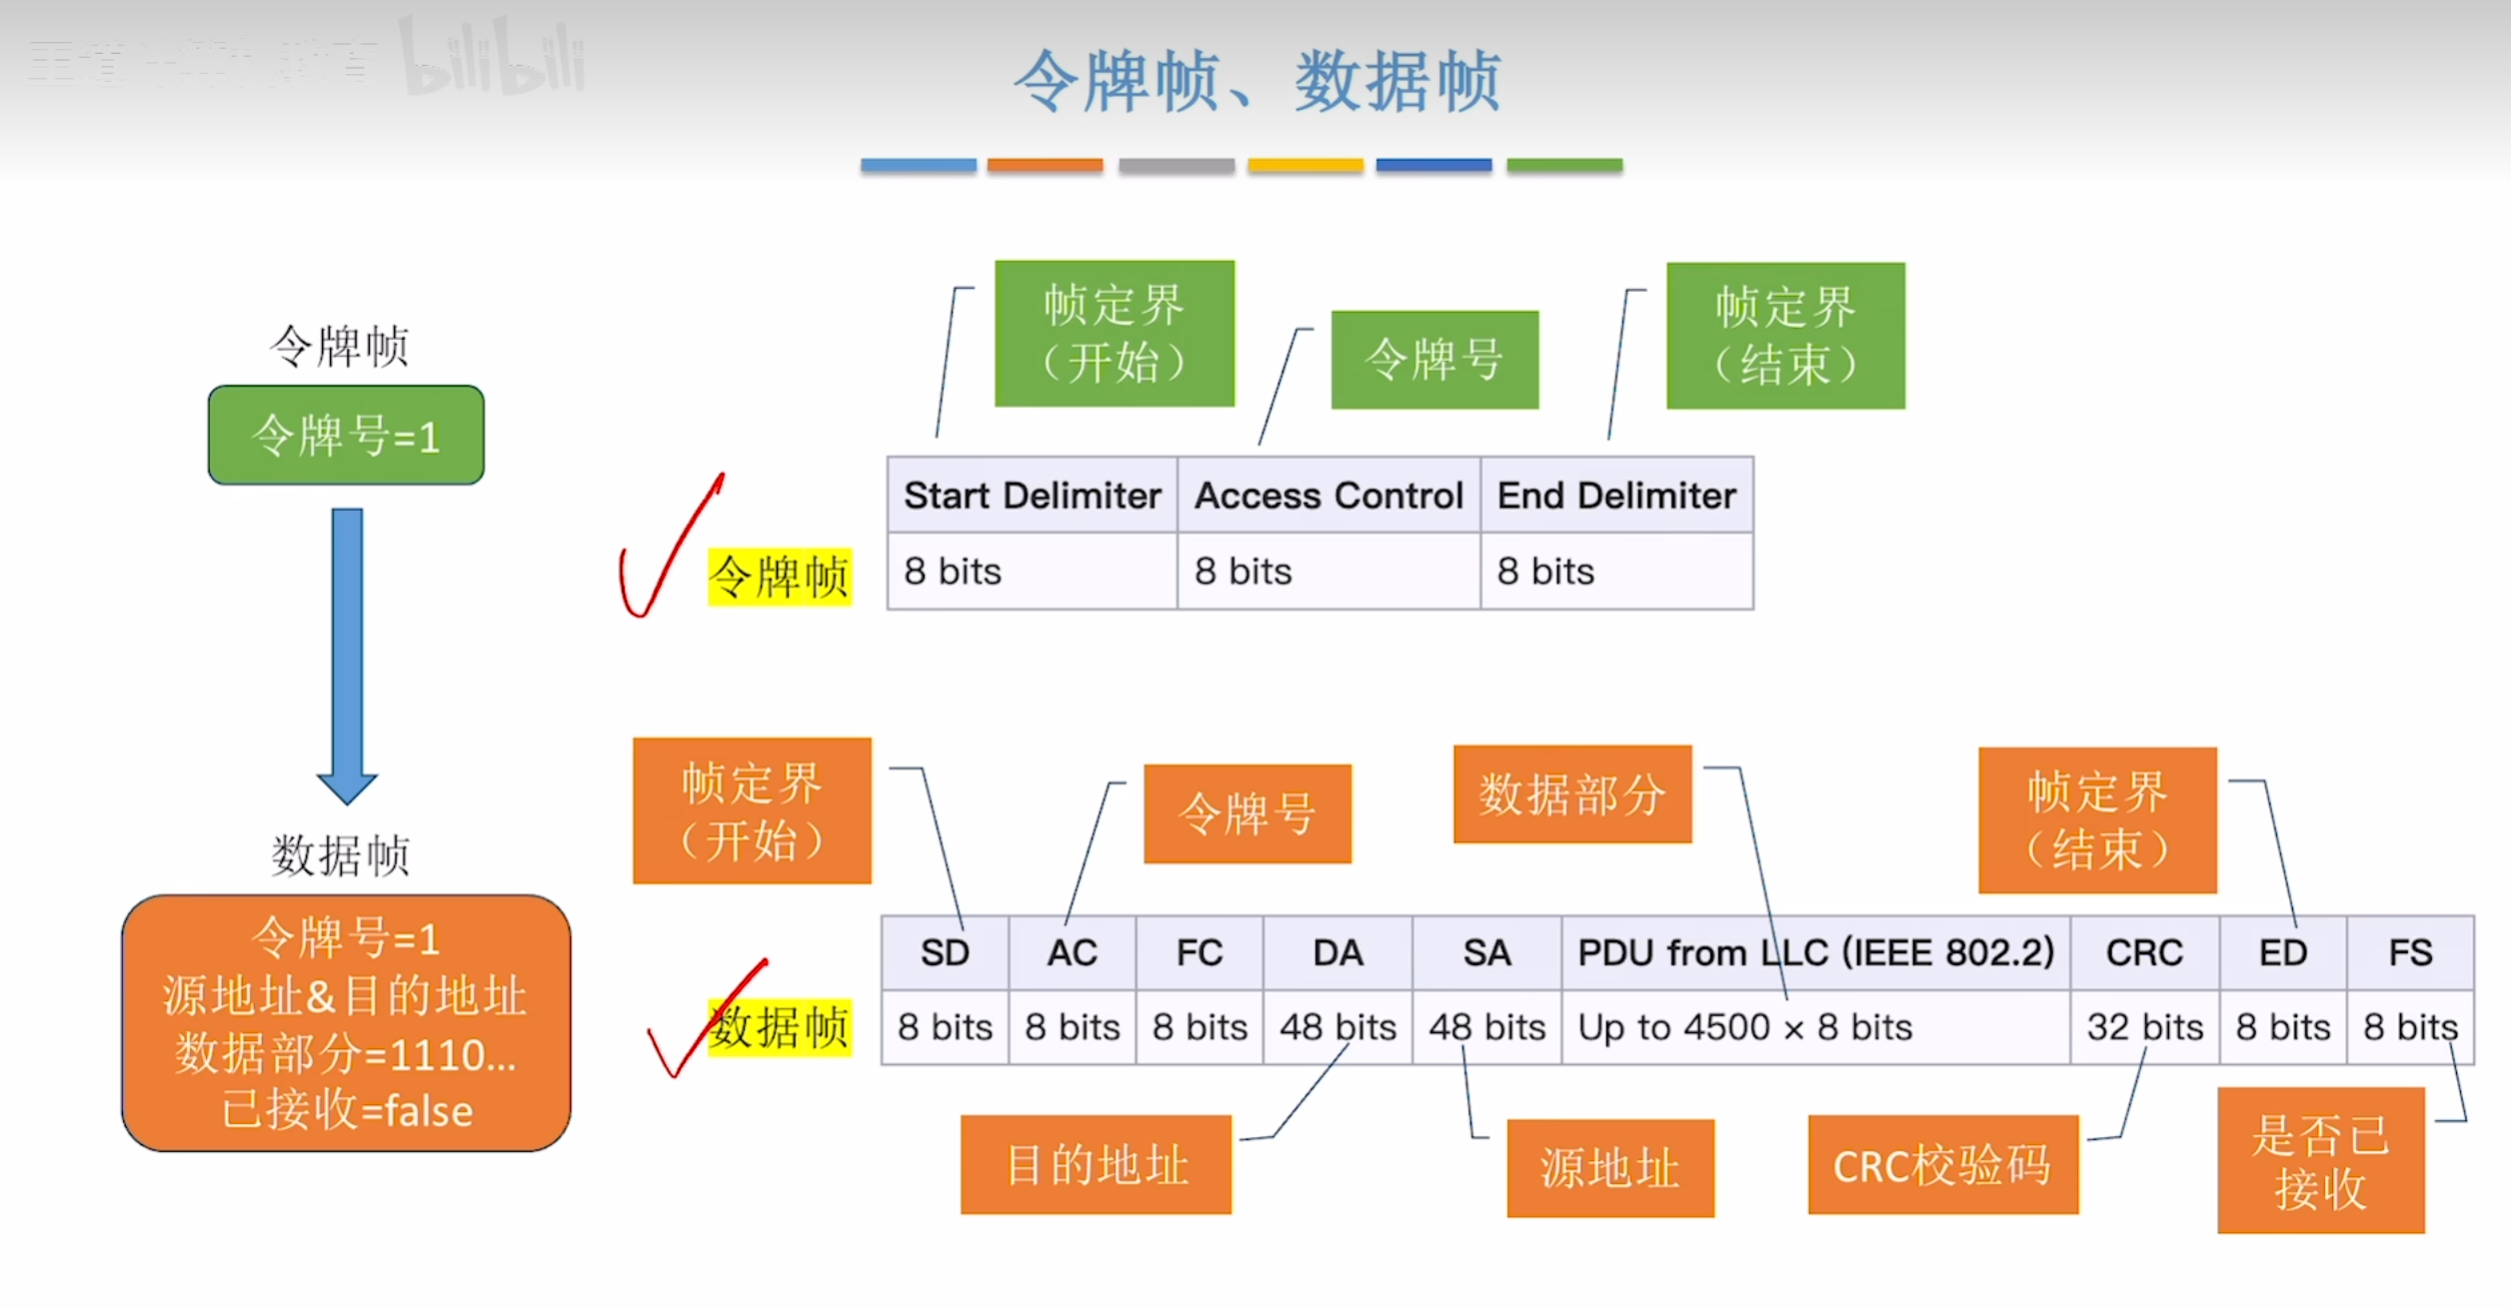 bilibili
令牌帧、数据帧
令牌帧
令牌号=1
数据帧
令牌号=1
源地址&目的地址
数据部分=1110...
已接收=false
帧定界
（开始）
令牌号
帧定界
（结束）
令牌帧
Start Delimiter Access Control End Delimiter
8 bits 8 bits 8 bits
帧定界
（开始）
令牌号
数据部分
帧定界
（结束）
数据帧
SD AC FC DA SA PDU from LLC (IEEE 802.2) CRC ED FS
8 bits 8 bits 8 bits 48 bits 48 bits Up to 4500 × 8 bits 32 bits 8 bits 8 bits
目的地址
源地址
CRC校验码
是否已
接收